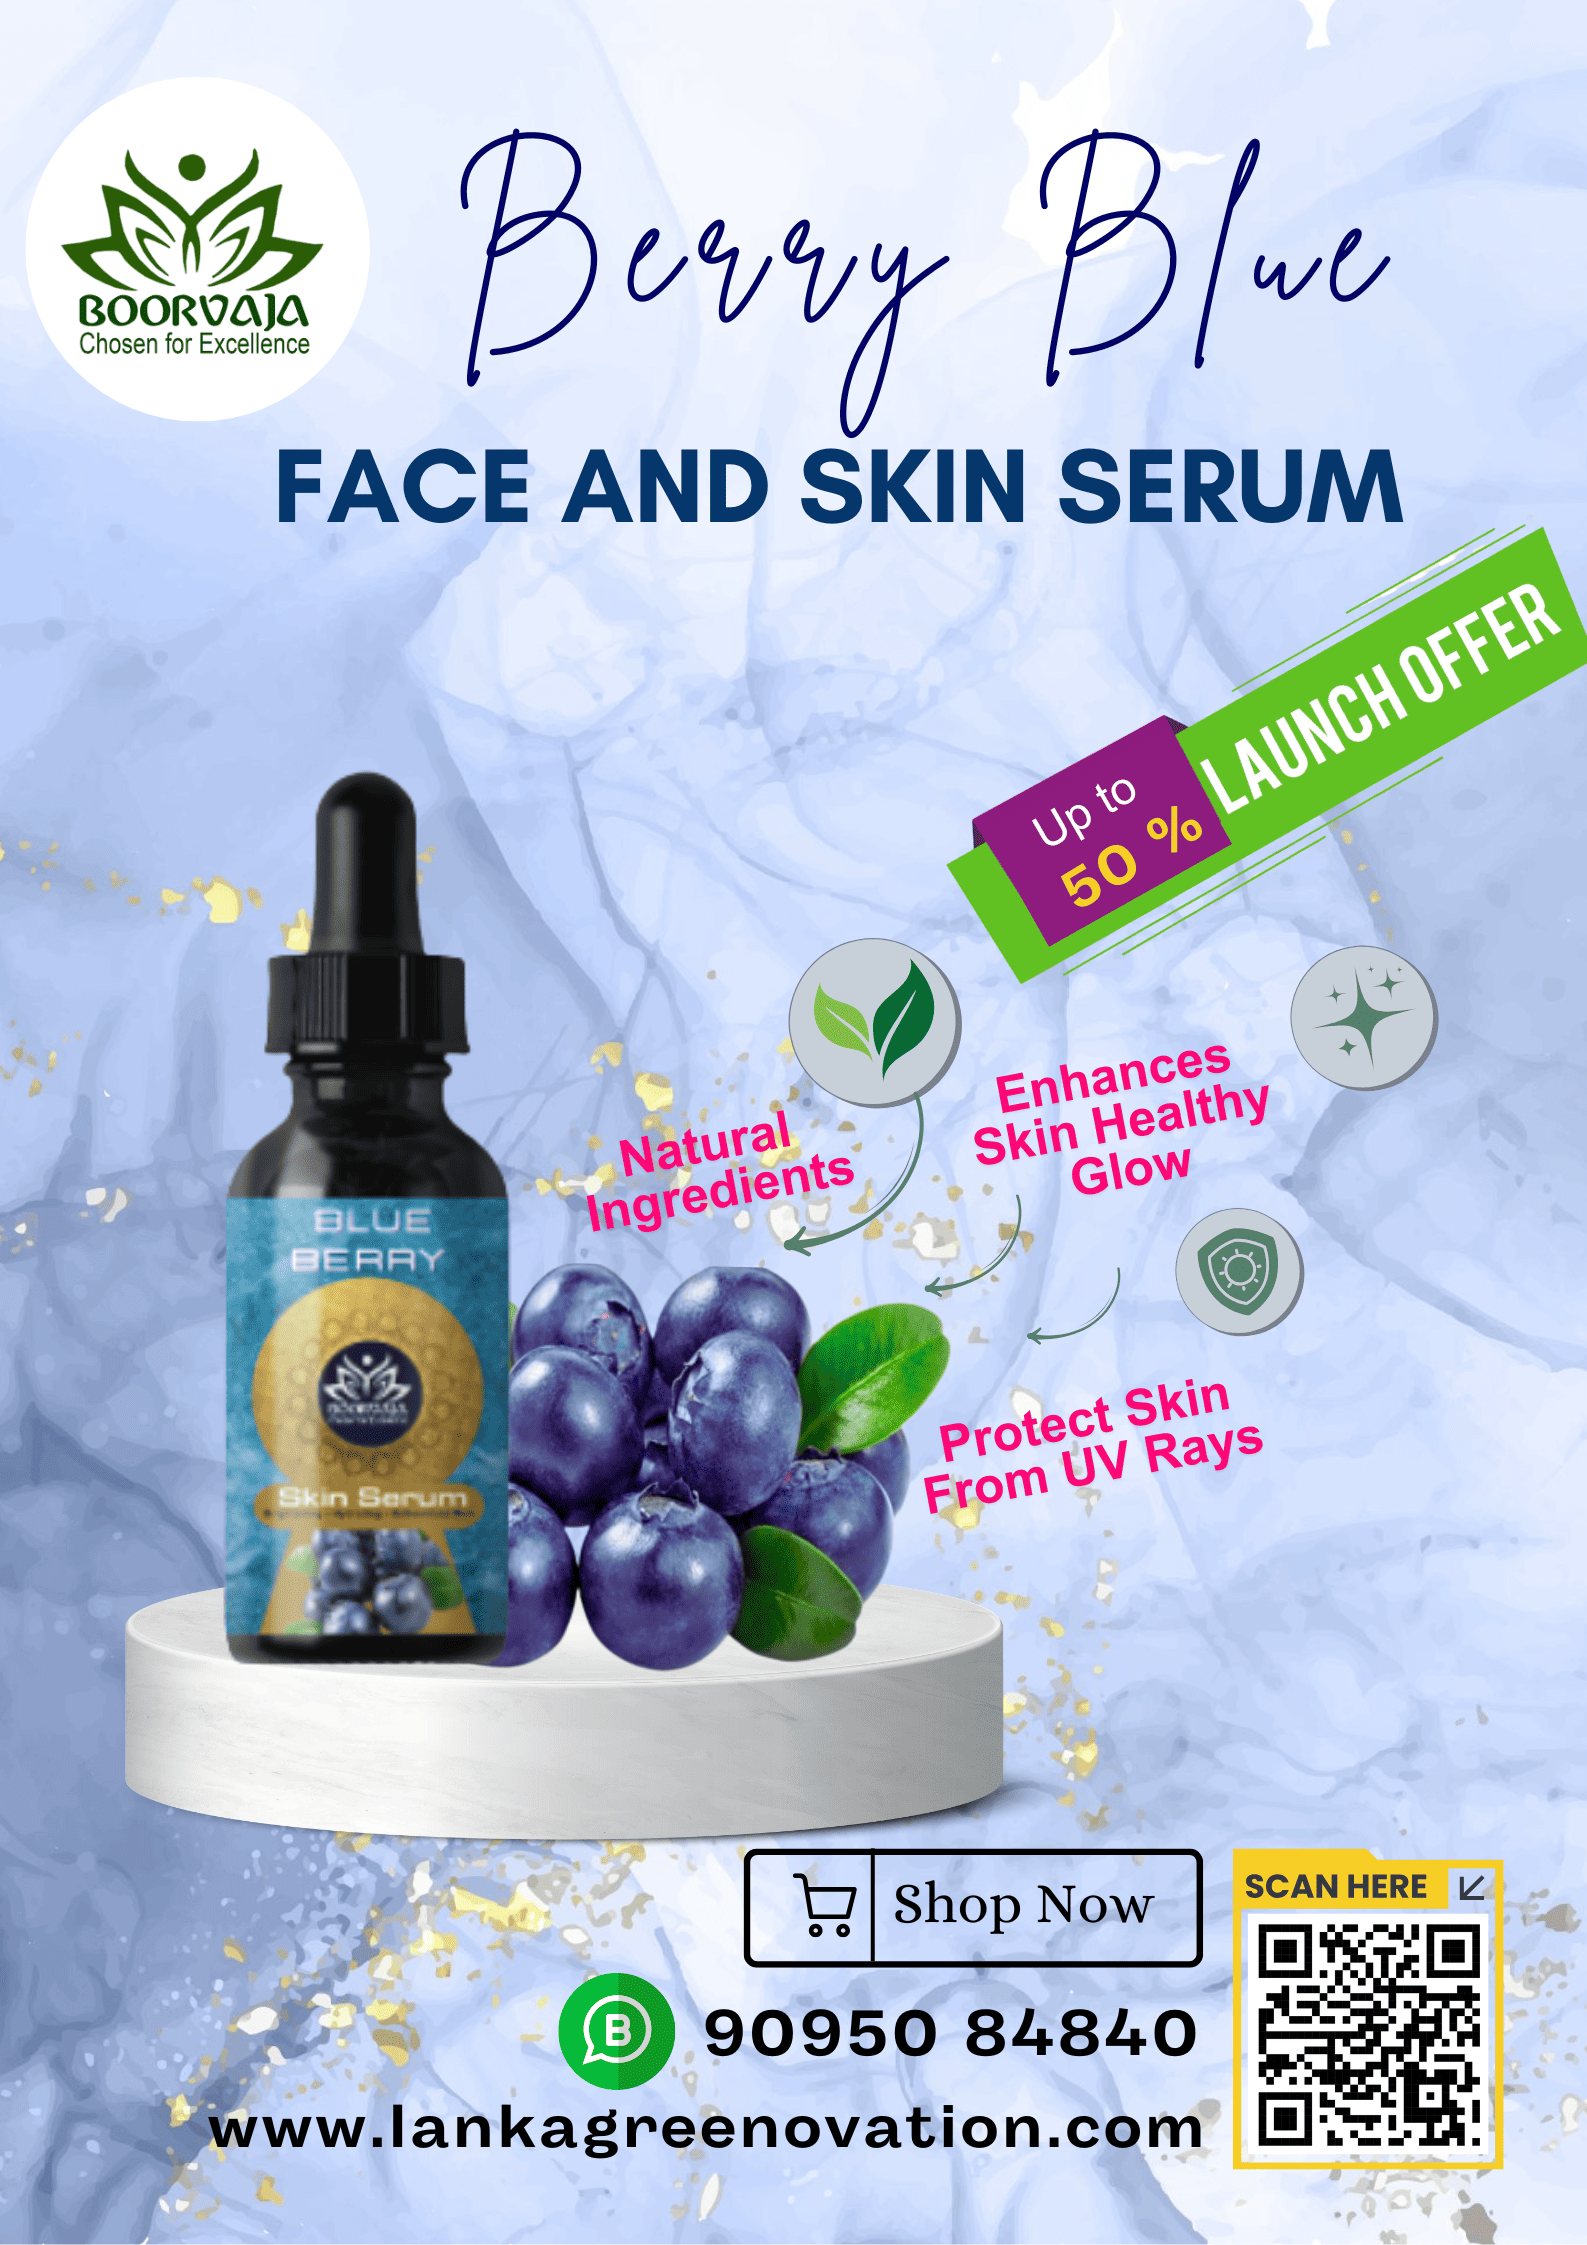 BOORVAJA
Chosen for Excellence
Berry Blue
FACE AND SKIN SERUM
LAUNCH OFFER
Up to
50 %
Natural
Ingredients
Enhances
Skin Healthy
Glow
Protect Skin
From UV Rays
BLUE
BERRY
BOORVAJA
Skin Serum
Shop Now
SCAN HERE
B
90950 84840
www.lankagreenovation.com